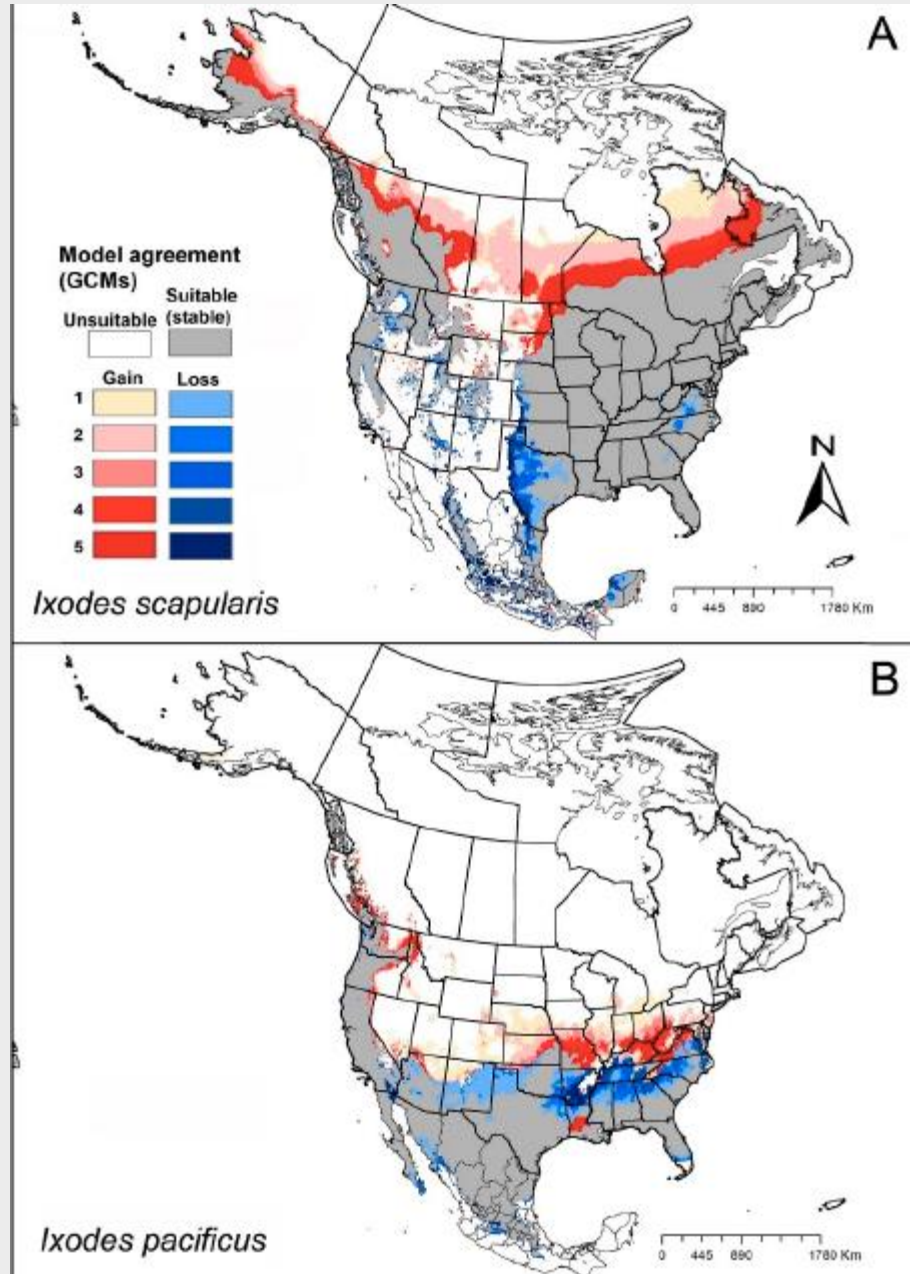 A
Model agreement
(GCMs)
Unsuitable
Suitable
(stable)
Gain
Loss
1
2
3
4
5
N
Ixodes scapularis
0 445 890 1780 Km
B
Ixodes pacificus
0 445 890 1780 Km